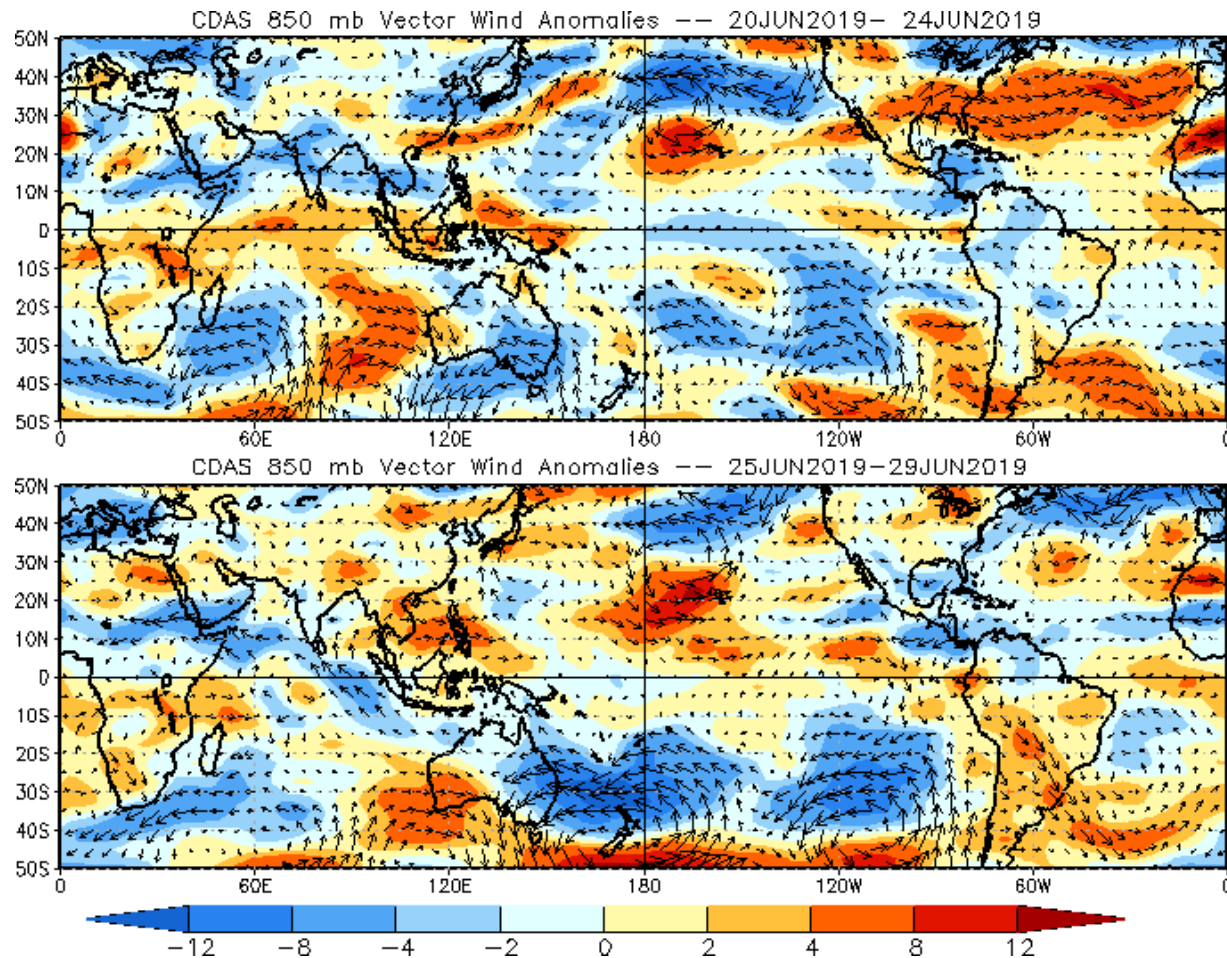 CDAS 850 mb Vector Wind Anomalies -- 20JUN2019- 24JUN2019
50N
40N
30N
20N
10N
0
10S
20S
30S
40S
50S
0 60E 120E 180 120W 60W 0
CDAS 850 mb Vector Wind Anomalies -- 25JUN2019-29JUN2019
50N
40N
30N
20N
10N
0
10S
20S
30S
40S
50S
0 60E 120E 180 120W 60W 0
-12 -8 -4 -2 0 2 4 8 12